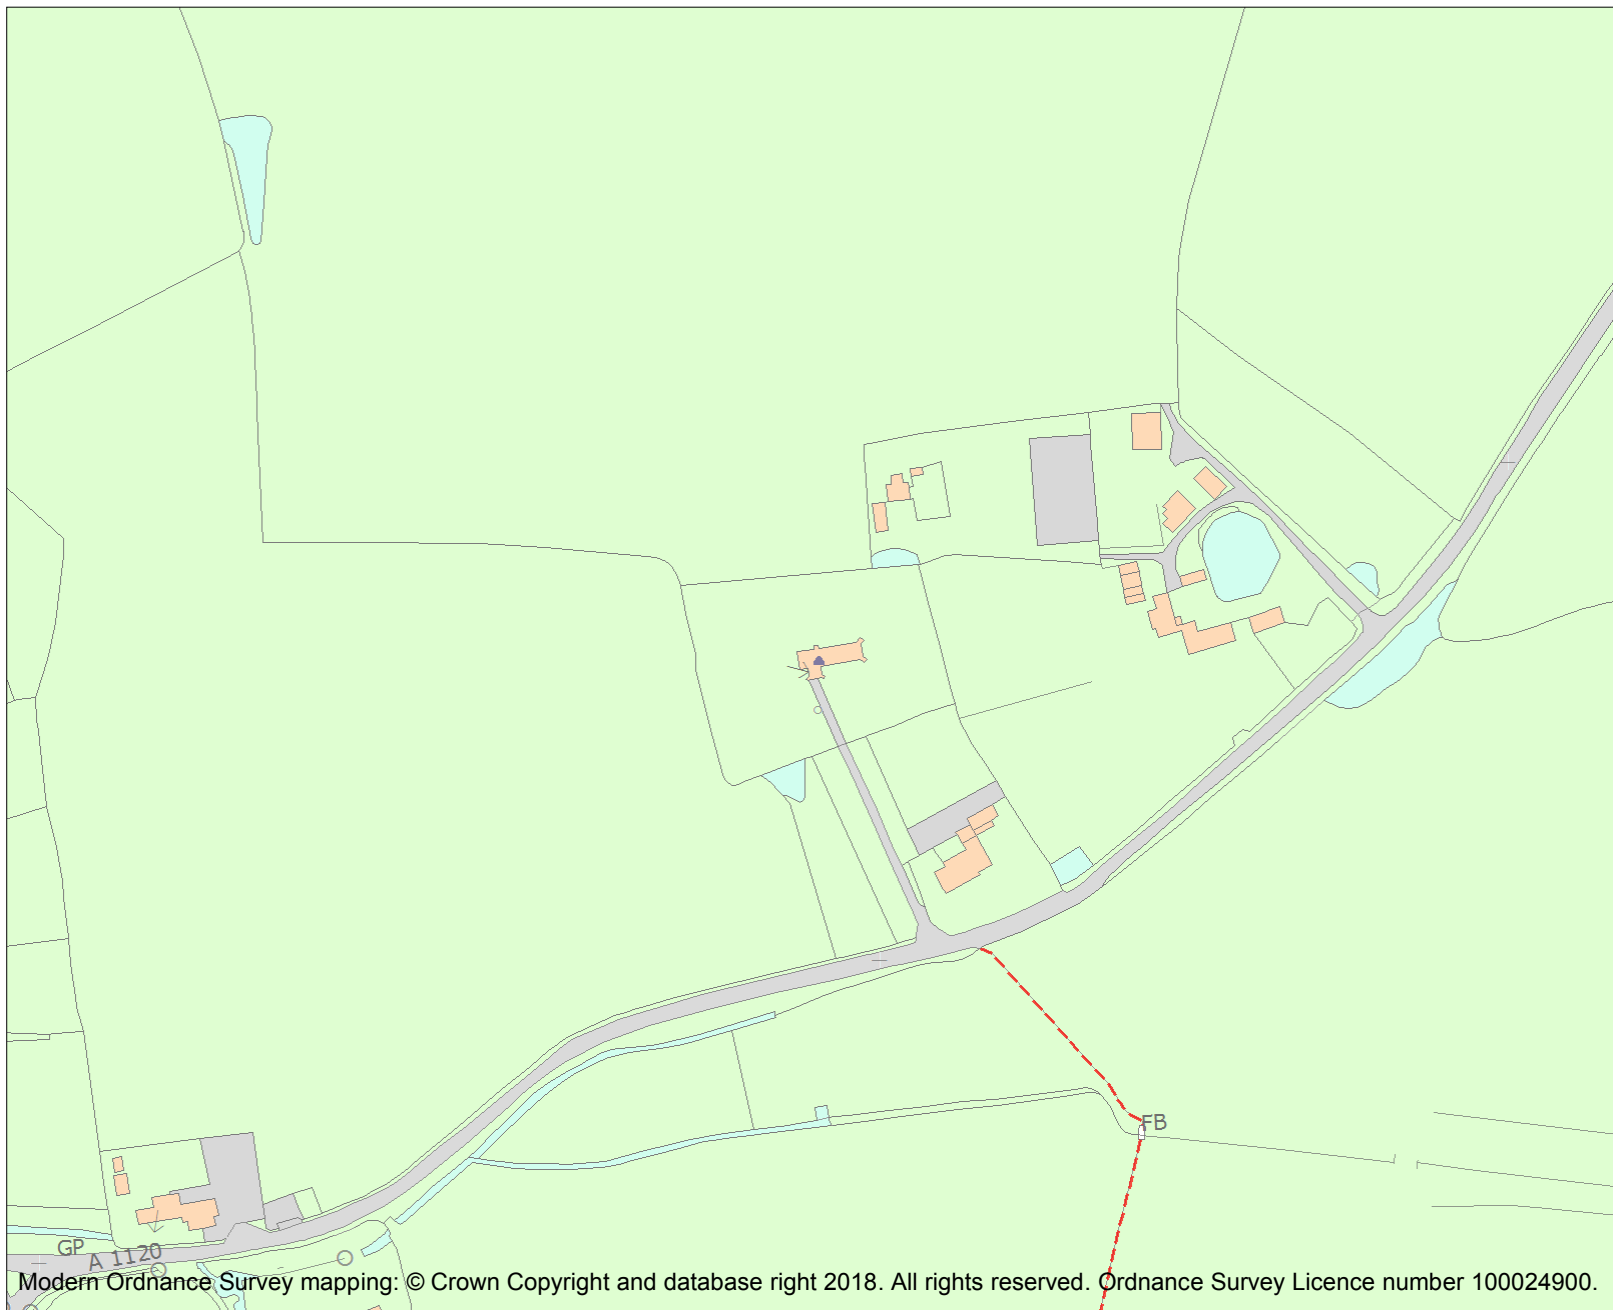 FB
GP
A 1120
Modern Ordnance Survey mapping: © Crown Copyright and database right 2018. All rights reserved. Ordnance Survey Licence number 100024900.